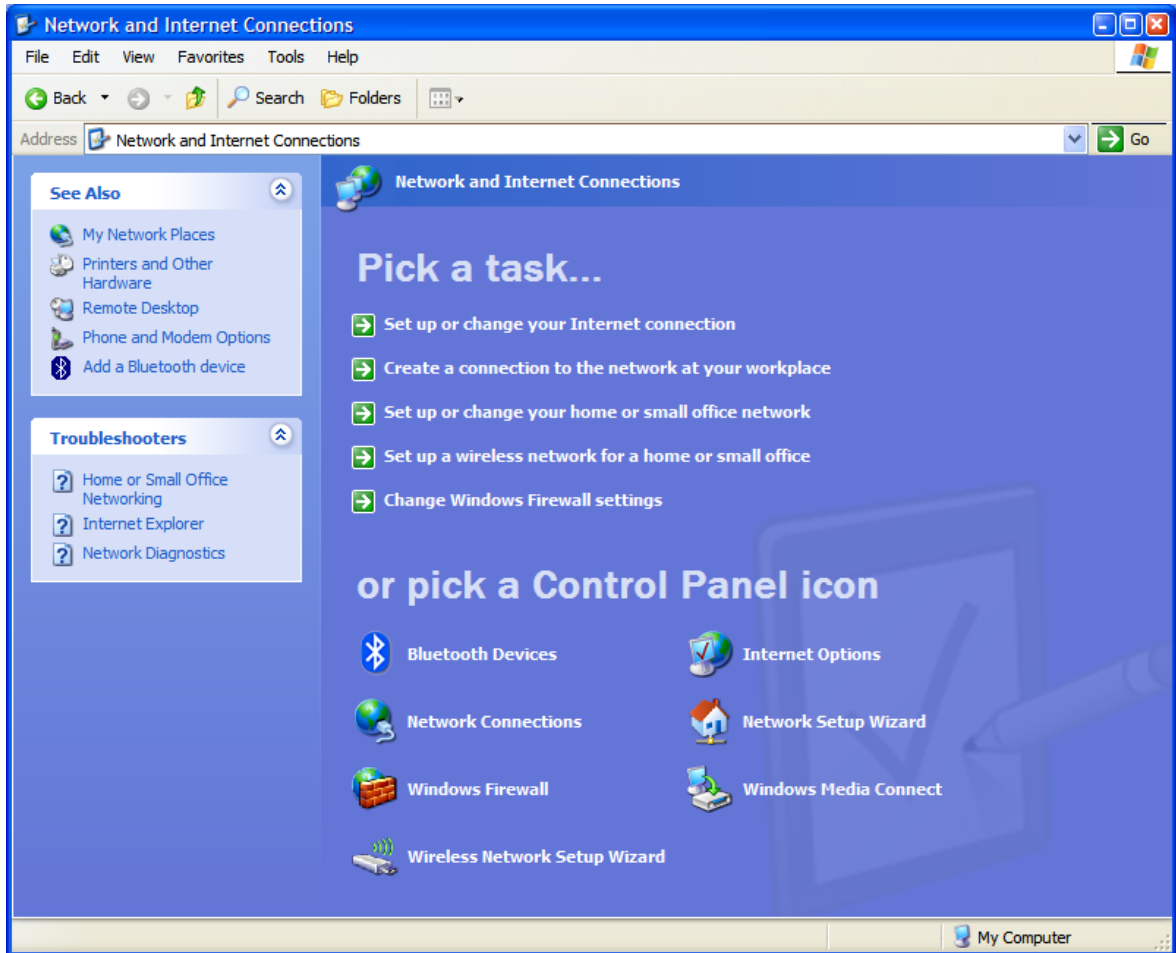 Network and Internet Connections
File Edit View Favorites Tools Help
Back Search Folders
Address Network and Internet Connections Go
See Also
My Network Places
Printers and Other
Hardware
Remote Desktop
Phone and Modem Options
Add a Bluetooth device
Troubleshooters
Home or Small Office
Networking
Internet Explorer
Network Diagnostics
Network and Internet Connections
Pick a task...
Set up or change your Internet connection
Create a connection to the network at your workplace
Set up or change your home or small office network
Set up a wireless network for a home or small office
Change Windows Firewall settings
or pick a Control Panel icon
Bluetooth Devices
Internet Options
Network Connections
Network Setup Wizard
Windows Firewall
Windows Media Connect
Wireless Network Setup Wizard
My Computer